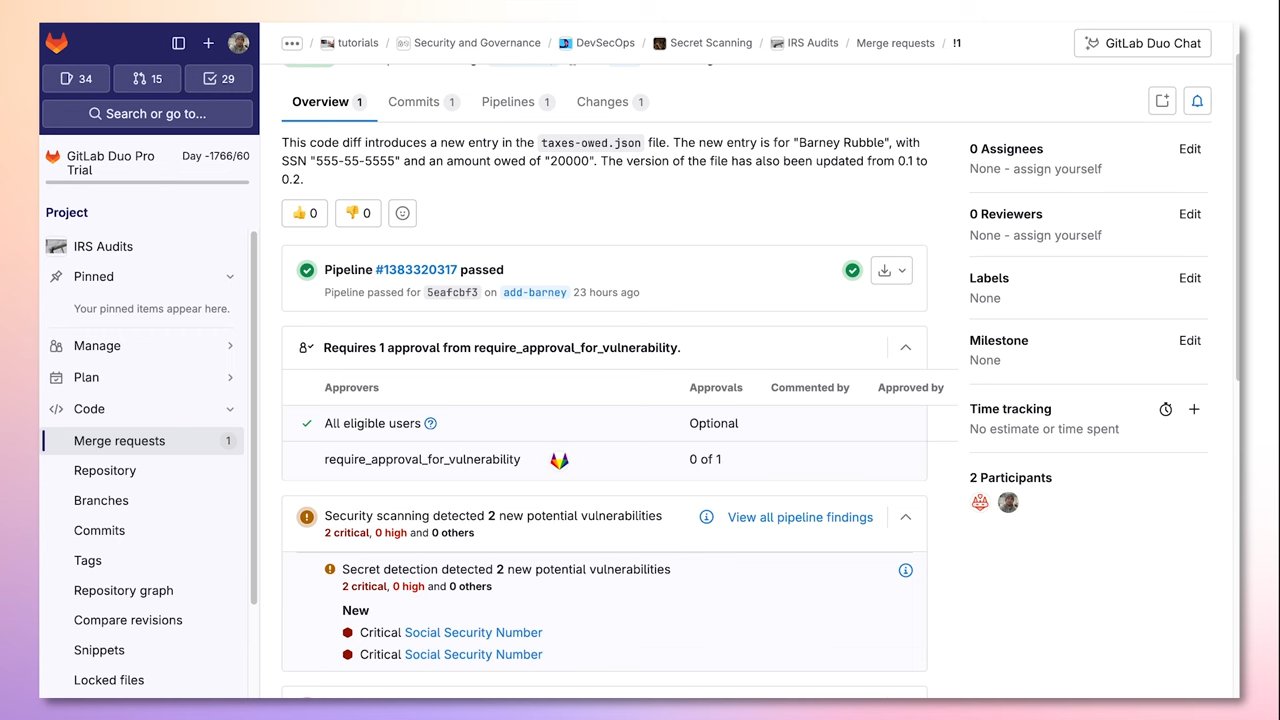 34
15
29
Search or go to...
GitLab Duo Pro Trial
Day -1766/60
Project
IRS Audits
Pinned
Your pinned items appear here.
Manage
Plan
Code
Merge requests 1
Repository
Branches
Commits
Tags
Repository graph
Compare revisions
Snippets
Locked files
••• / tutorials / Security and Governance / DevSecOps / Secret Scanning / IRS Audits / Merge requests / !1
GitLab Duo Chat
Overview 1 Commits 1 Pipelines 1 Changes 1
This code diff introduces a new entry in the taxes-owed.json file. The new entry is for "Barney Rubble", with
SSN "555-55-5555" and an amount owed of "20000". The version of the file has also been updated from 0.1 to
0.2.
0
0
Pipeline #1383320317 passed
Pipeline passed for 5eafcbf3 on add-barney 23 hours ago
Requires 1 approval from require_approval_for_vulnerability.
Approvers Approvals Commented by Approved by
All eligible users Optional
require_approval_for_vulnerability 0 of 1
Security scanning detected 2 new potential vulnerabilities
View all pipeline findings
2 critical, 0 high and 0 others
Secret detection detected 2 new potential vulnerabilities
2 critical, 0 high and 0 others
New
Critical Social Security Number
Critical Social Security Number
0 Assignees Edit
None - assign yourself
0 Reviewers Edit
None - assign yourself
Labels Edit
None
Milestone Edit
None
Time tracking
No estimate or time spent
2 Participants